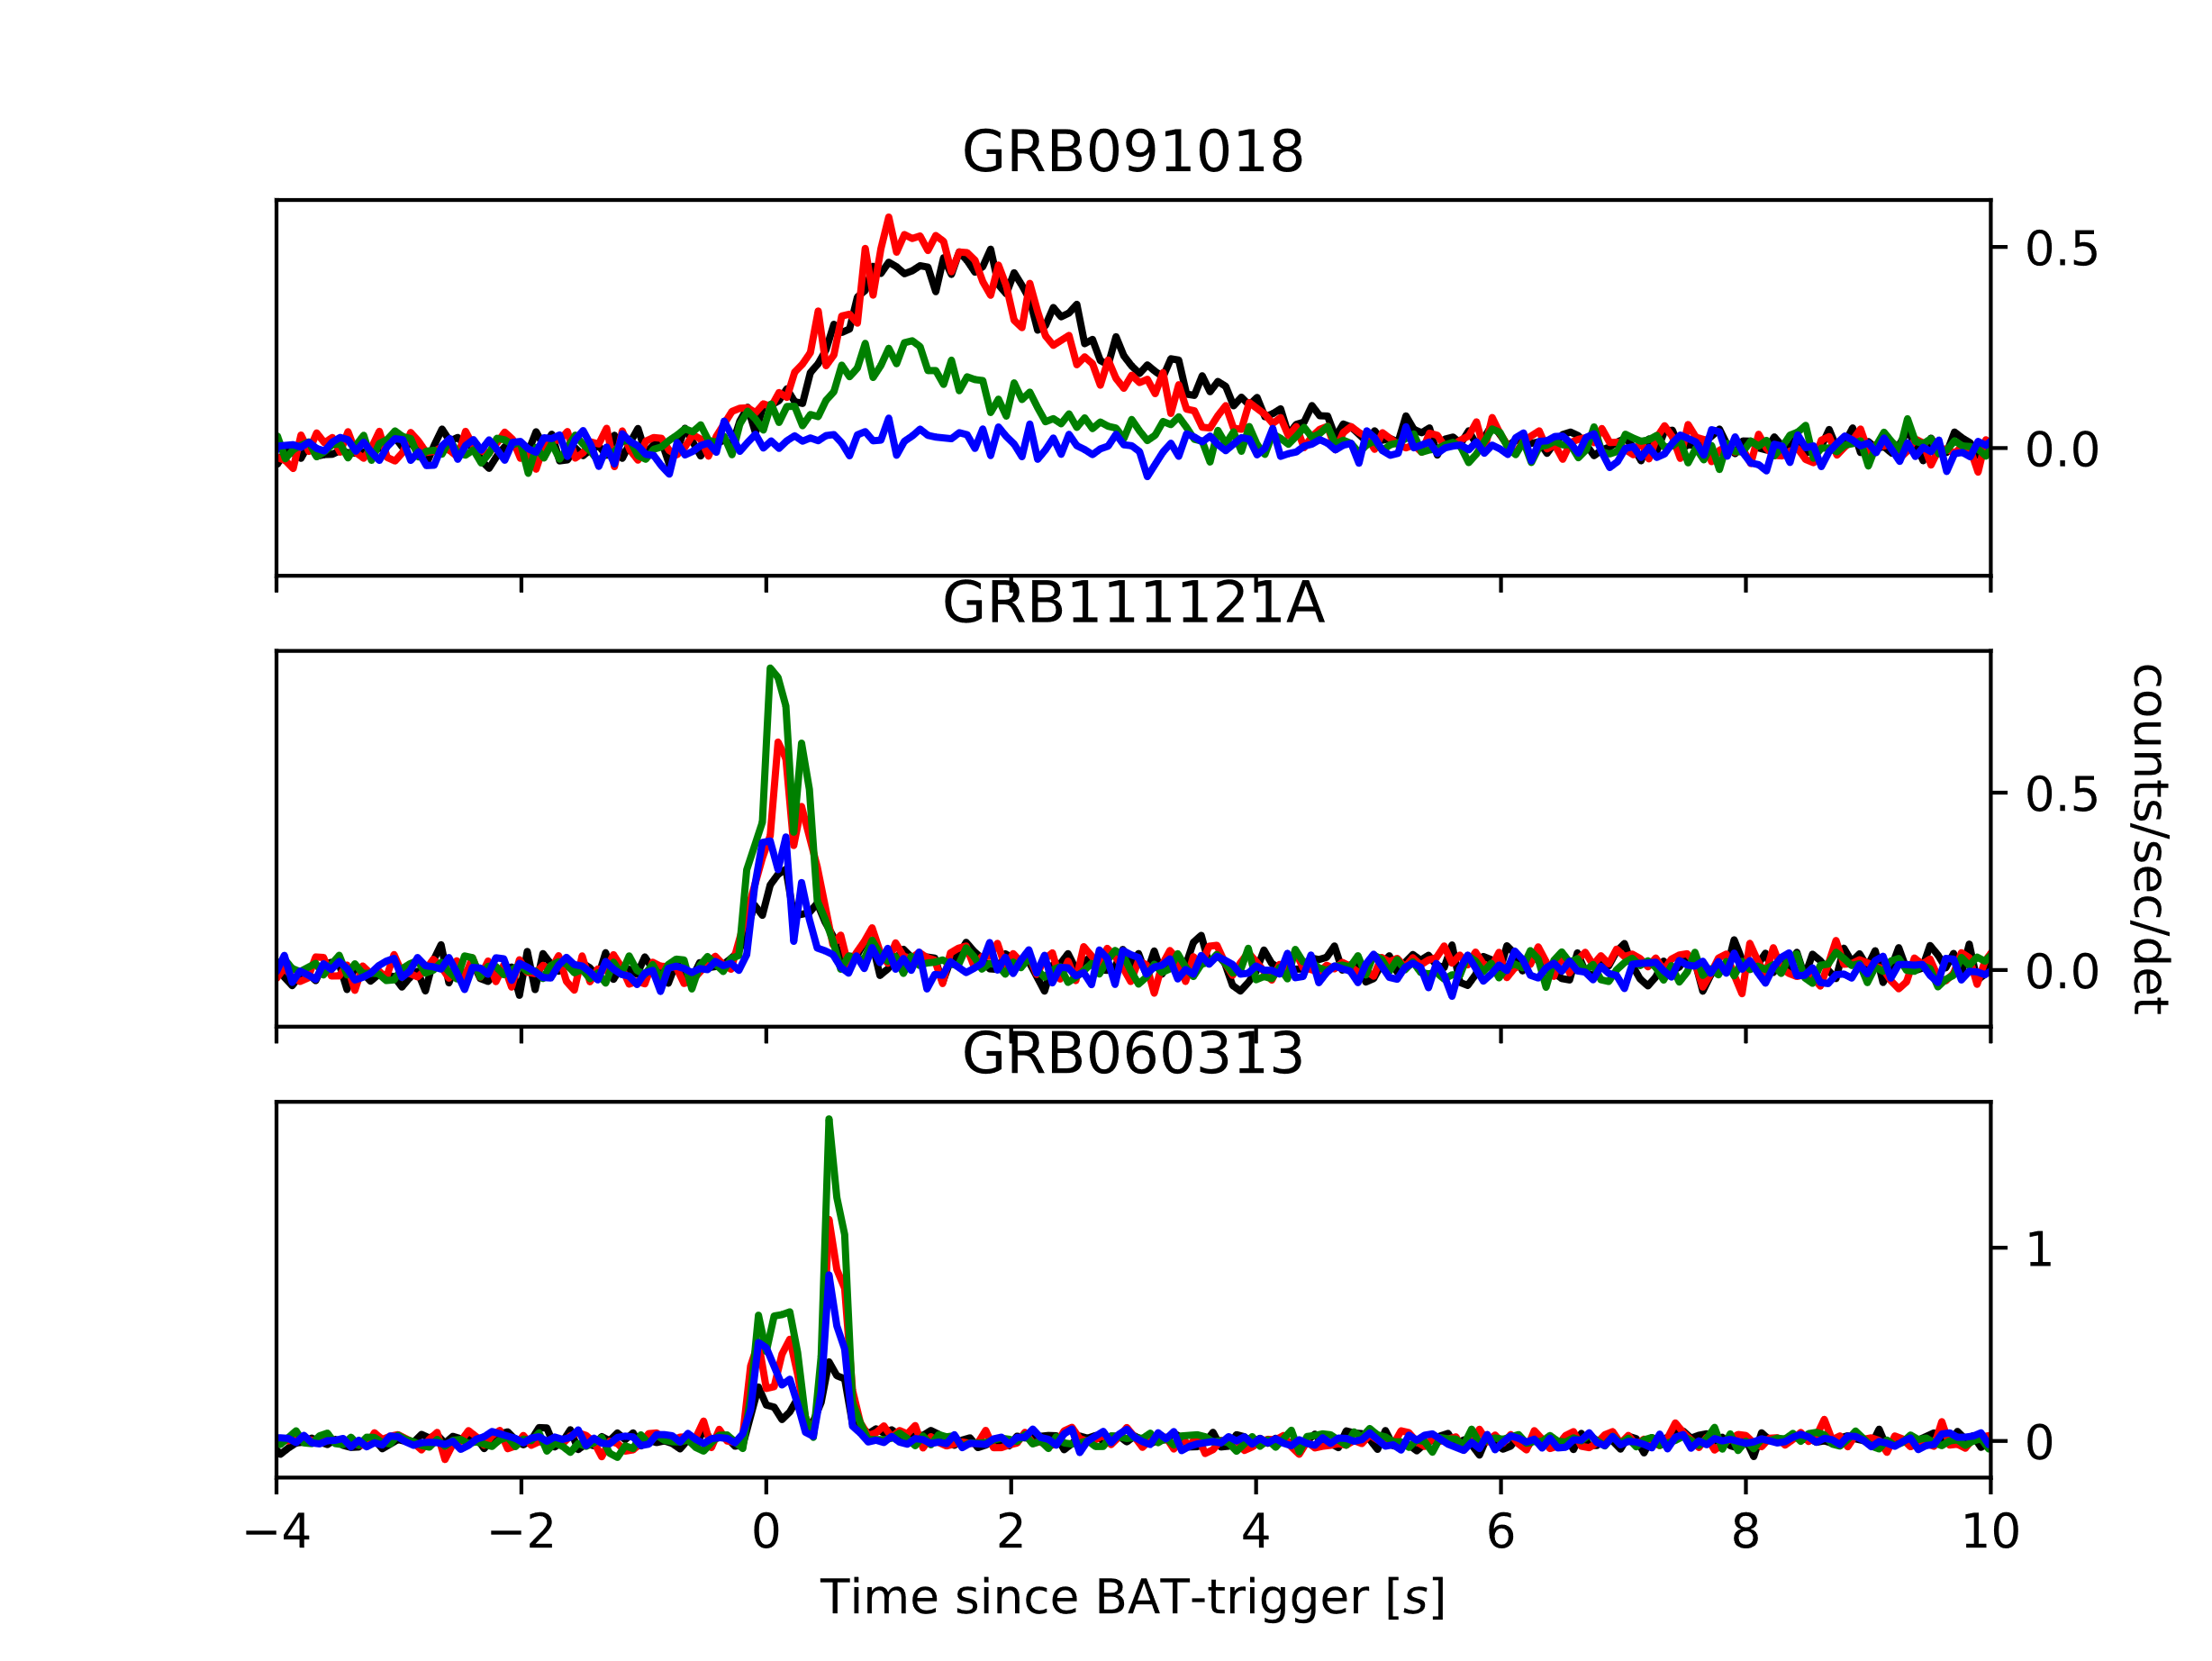 GRB091018
0.5
0.0
GRB111121A
0.5
0.0
counts/sec/det
GRB060313
1
0
−4 −2 0 2 4 6 8 10
Time since BAT-trigger [s]